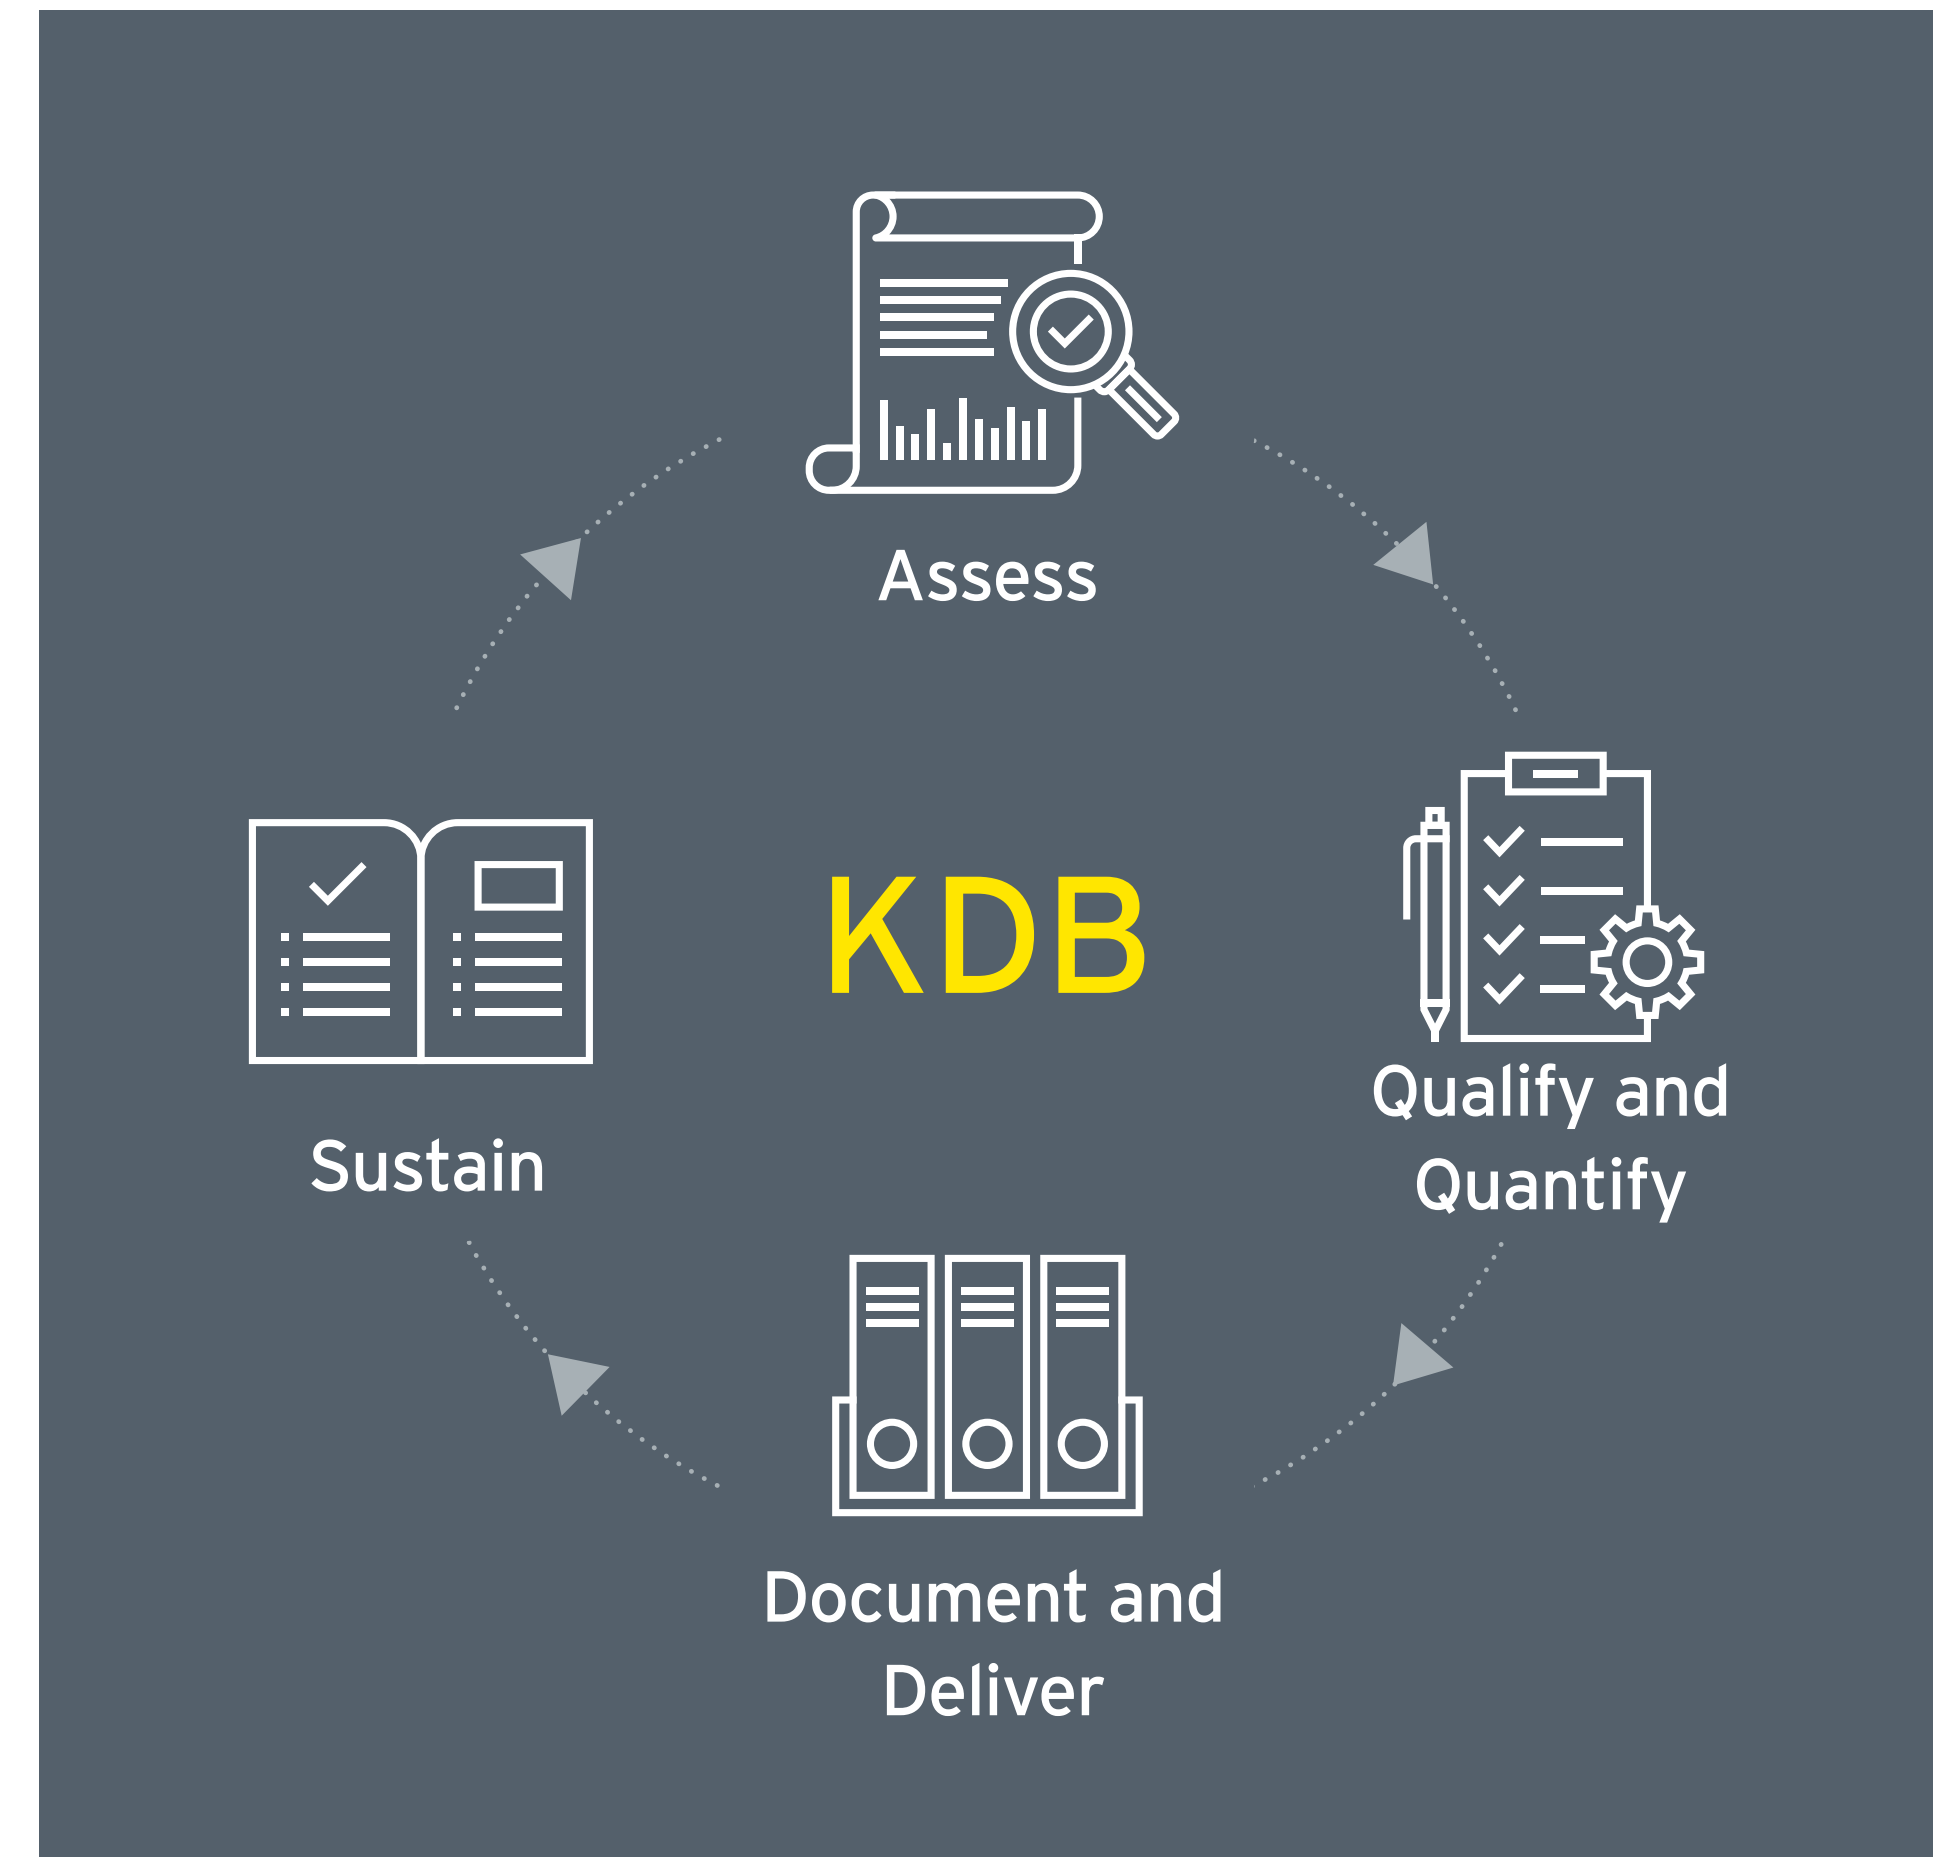 Assess
KDB
Qualify and
Quantify
Sustain
Document and
Deliver